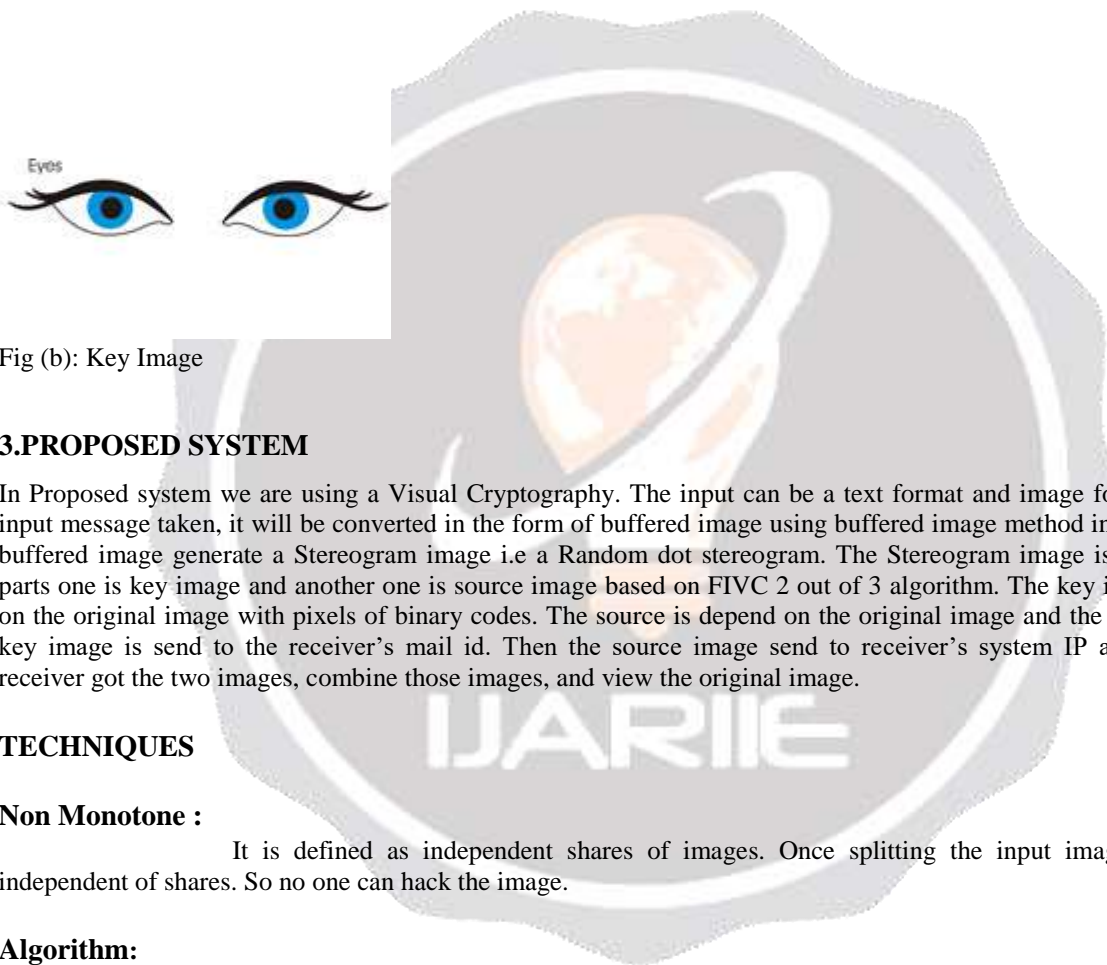 Eyes
Fig (b): Key Image
3.PROPOSED SYSTEM
In Proposed system we are using a Visual Cryptography. The input can be a text format and image fo
input message taken, it will be converted in the form of buffered image using buffered image method in
buffered image generate a Stereogram image i.e a Random dot stereogram. The Stereogram image is
parts one is key image and another one is source image based on FIVC 2 out of 3 algorithm. The key i
on the original image with pixels of binary codes. The source is depend on the original image and the
key image is send to the receiver’s mail id. Then the source image send to receiver’s system IP a
receiver got the two images, combine those images, and view the original image.
IJARIIE
TECHNIQUES
Non Monotone :
It is defined as independent shares of images. Once splitting the input imag
independent of shares. So no one can hack the image.
Algorithm: